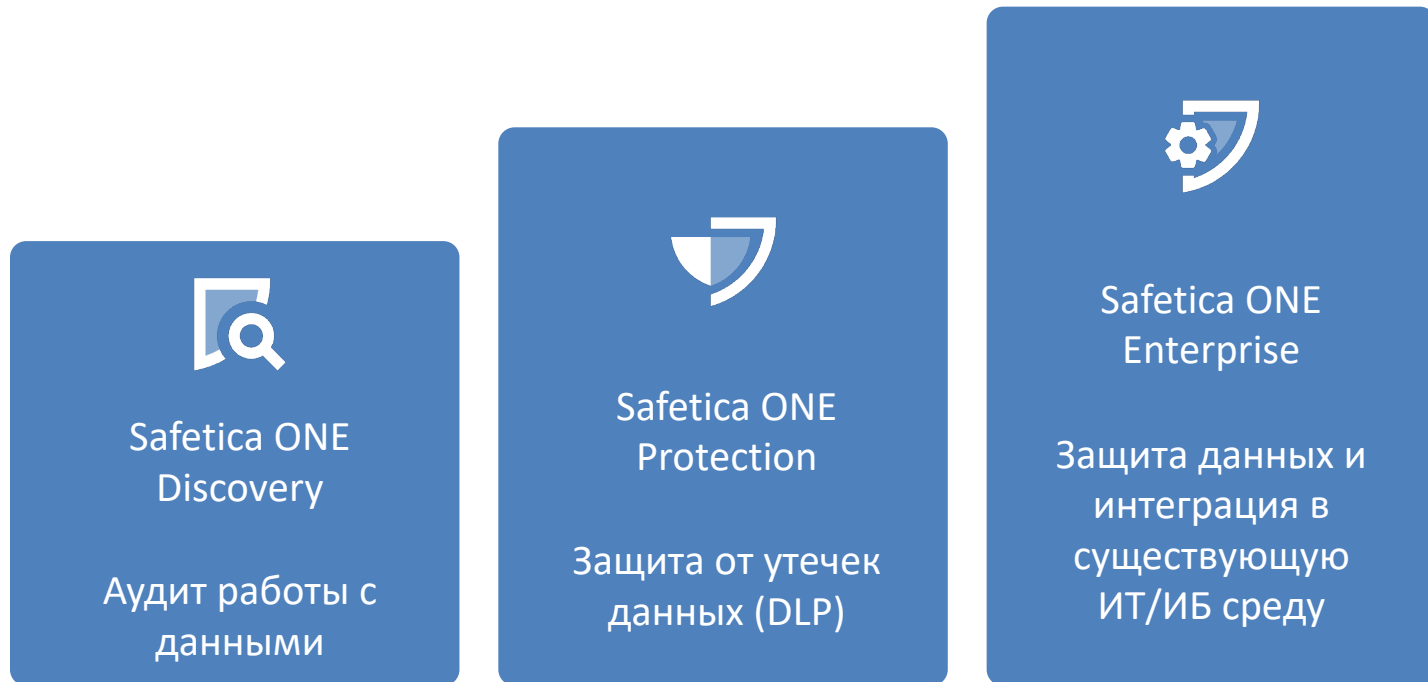 Safetica ONE
Discovery
Аудит работы с
данными
Safetica ONE
Protection
Защита от утечек
данных (DLP)
Safetica ONE
Enterprise
Защита данных и
интеграция в
существующую
ИТ/ИБ среду